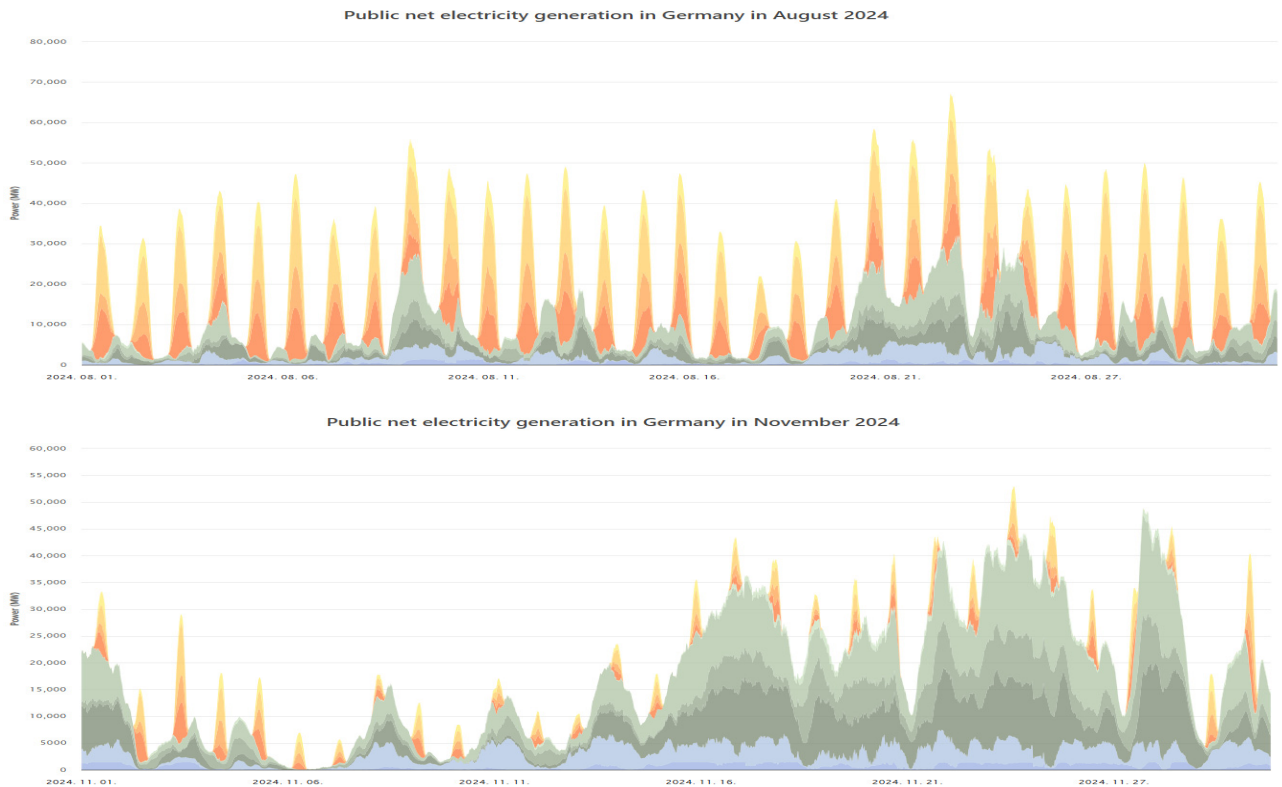 Public net electricity generation in Germany in August 2024
80,000
70,000
60,000
50,000
40,000
30,000
20,000
10,000
0
Power (MW)
2024. 08. 01.
2024. 08. 06.
2024. 08. 11.
2024. 08. 16.
2024. 08. 21.
2024. 08. 27.
Public net electricity generation in Germany in November 2024
60,000
55,000
50,000
45,000
40,000
35,000
30,000
25,000
20,000
15,000
10,000
5000
0
Power (MW)
2024. 11. 01.
2024. 11. 06.
2024. 11. 11.
2024. 11. 16.
2024. 11. 21.
2024. 11. 27.